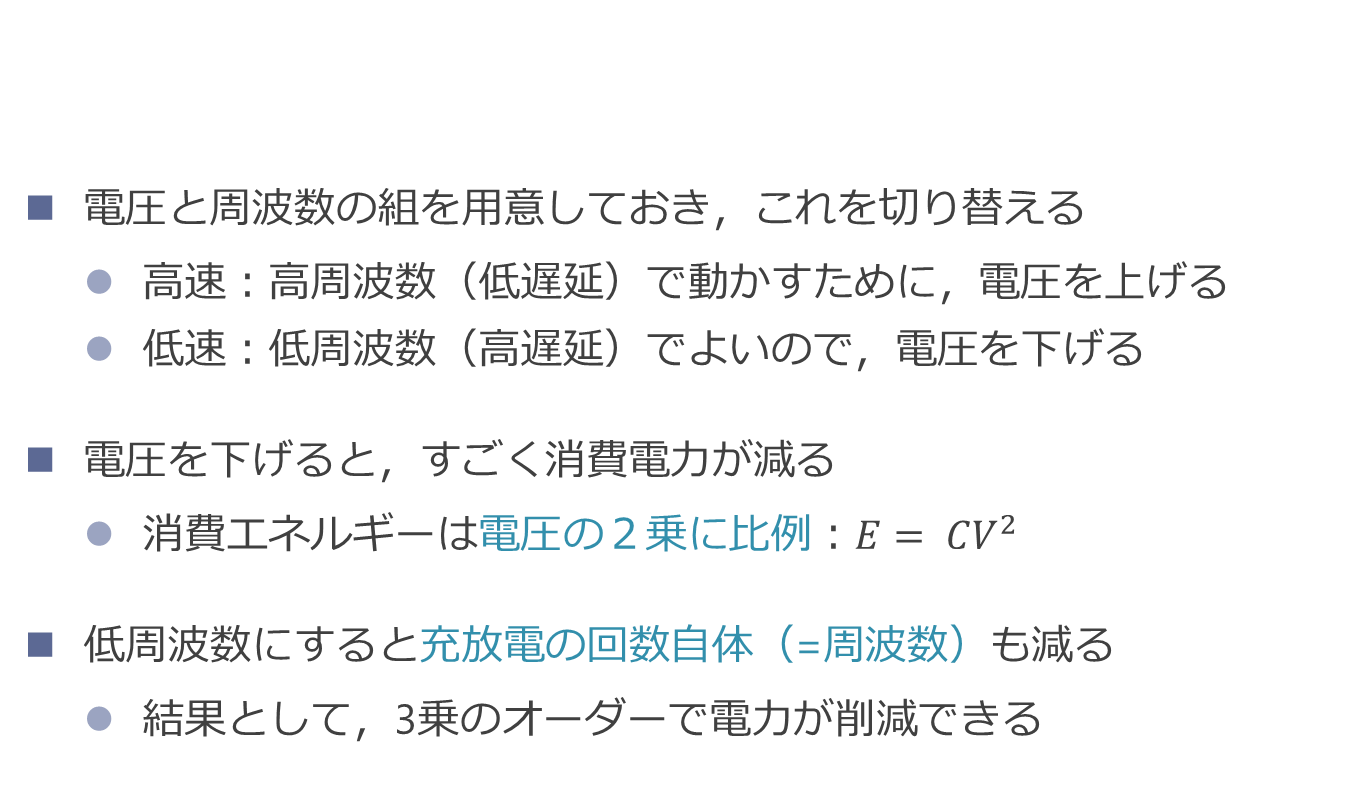 ■ 電圧と周波数の組を用意しておき，これを切り替える
● 高速：高周波数（低遅延）で動かすために，電圧を上げる
● 低速：低周波数（高遅延）でよいので，電圧を下げる
■ 電圧を下げると，すごく消費電力が減る
● 消費エネルギーは電圧の２乗に比例：E = CV²
■ 低周波数にすると充放電の回数自体（=周波数）も減る
● 結果として，3乗のオーダーで電力が削減できる